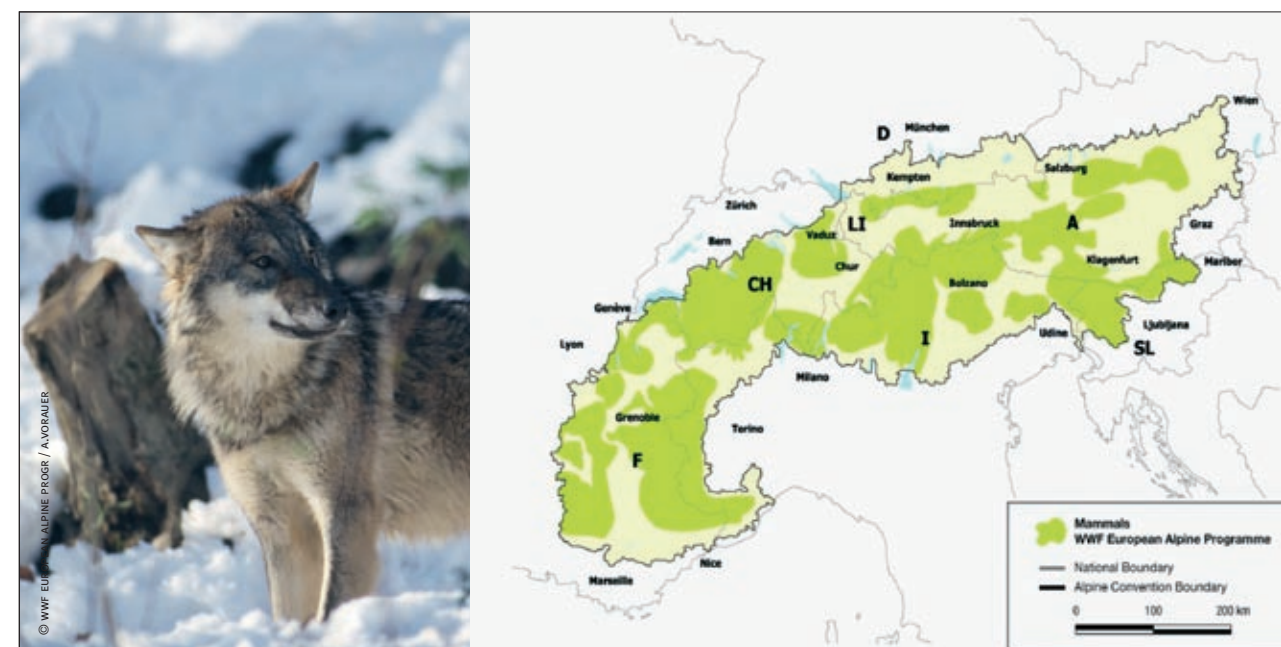 © WWF EUROPEAN ALPINE PROGR / A.VORAUER
Wien
D
München
Kempten
Salzburg
Zürich
LI
Innsbruck
A
Graz
Bern
Vaduz
Chur
Klagenfurt
Maribor
CH
Bolzano
Genève
I
Udine
Ljubljana
SL
Lyon
Milano
Grenoble
Torino
F
Nice
Marseille
Mammals
WWF European Alpine Programme
National Boundary
Alpine Convention Boundary
0 100 200 km